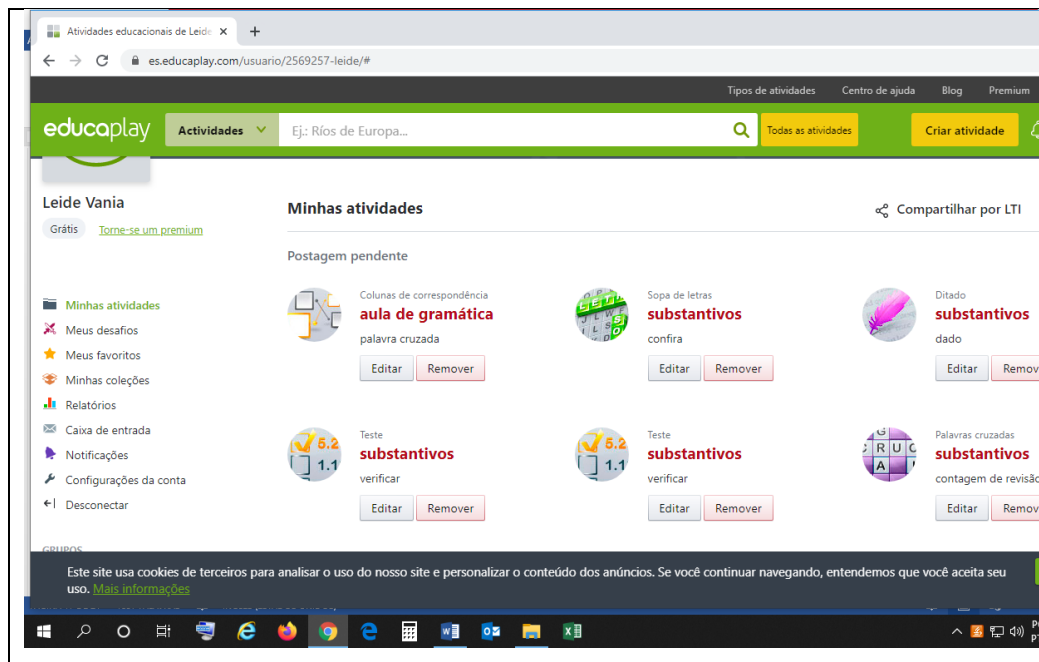 Atividades educacionais de Leide
es.educaplay.com/usuario/2569257-leide/#
Tipos de atividades Centro de ajuda Blog Premium
educaplay Actividades Ej.: Ríos de Europa... Todas as atividades Criar atividade
Leide Vania
Grátis Torne-se um premium
Minhas atividades
Meus desafios
Meus favoritos
Minhas coleções
Relatórios
Caixa de entrada
Notificações
Configurações da conta
Desconectar
GRUPOS
Minhas atividades Compartilhar por LTI
Postagem pendente
Colunas de correspondência
aula de gramática
palavra cruzada
Editar Remover
Sopa de letras
substantivos
confira
Editar Remover
Ditado
substantivos
dado
Editar Remov
Teste
substantivos
verificar
Editar Remover
Teste
substantivos
verificar
Editar Remover
Palavras cruzadas
substantivos
contagem de revisão
Editar Remov
Este site usa cookies de terceiros para analisar o uso do nosso site e personalizar o conteúdo dos anúncios. Se você continuar navegando, entendemos que você aceita seu
uso. Mais informações